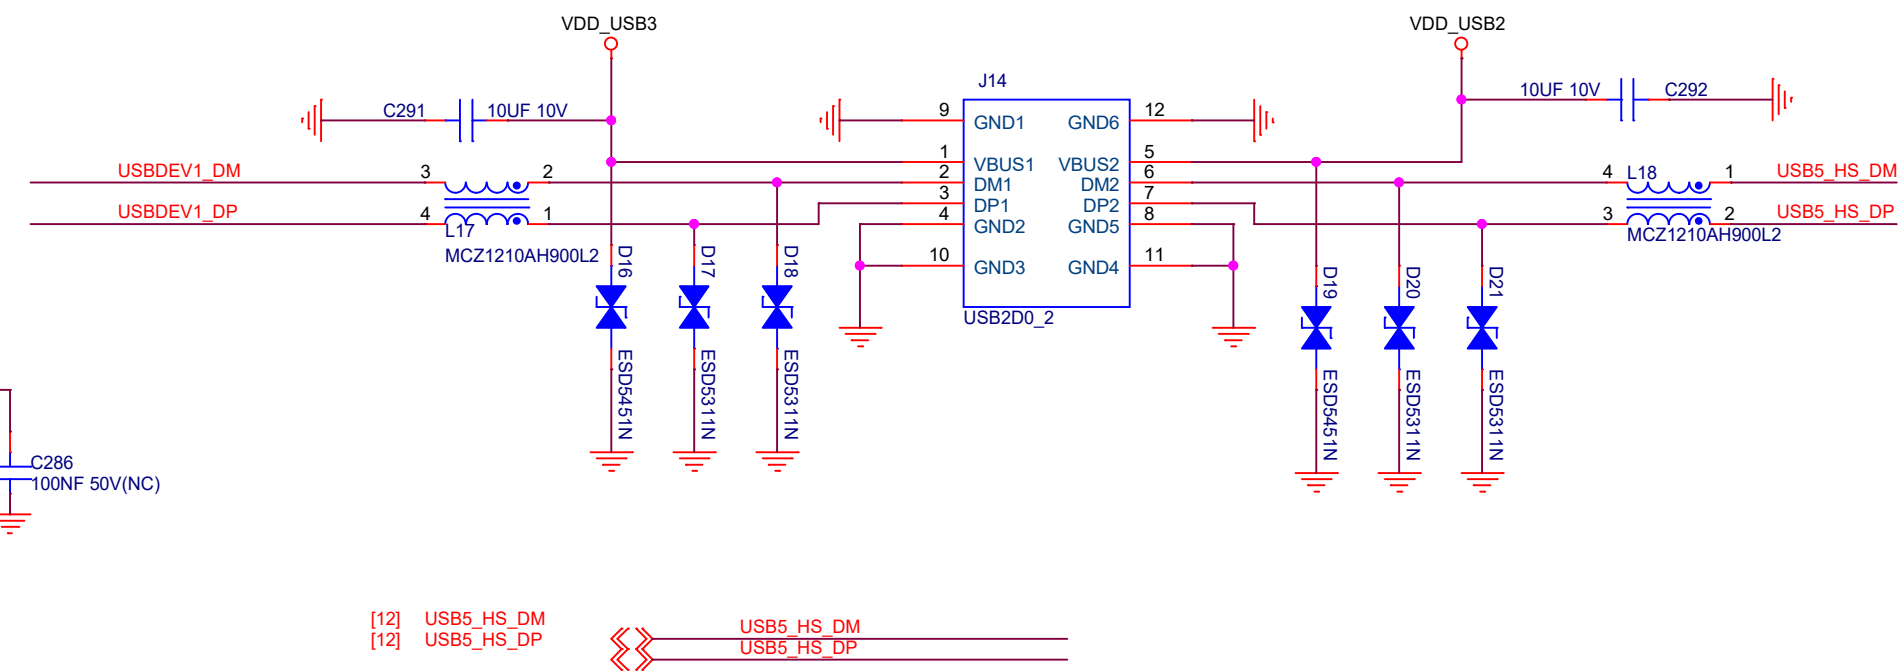 VDD_USB3
VDD_USB2
J14
C291
10UF 10V
9
GND1
GND6
12
10UF 10V
C292
USBDEV1_DM
3
2
1
VBUS1
VBUS2
5
2
DM1
DM2
6
4
L18
1
USB5_HS_DM
USBDEV1_DP
4
1
3
DP1
DP2
7
3
2
USB5_HS_DP
L17
4
GND2
GND5
8
MCZ1210AH900L2
MCZ1210AH900L2
10
GND3
GND4
11
D16
D17
D18
D19
D20
D21
USB2D0_2
ESD5451N
ESD5311N
ESD5311N
ESD5451N
ESD5311N
ESD5311N
C286
100NF 50V(NC)
[12] USB5_HS_DM
USB5_HS_DM
[12] USB5_HS_DP
USB5_HS_DP